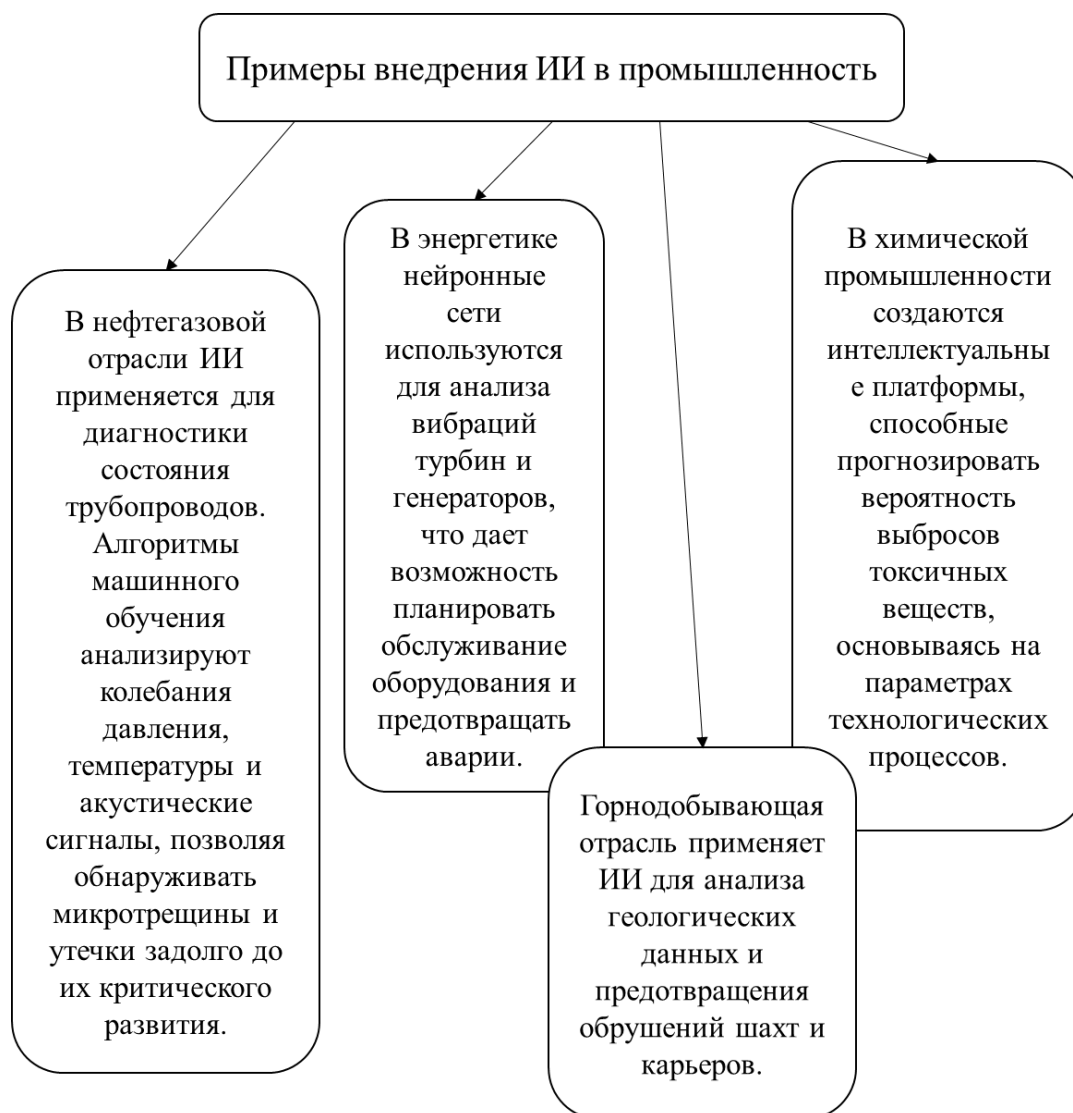 Примеры внедрения ИИ в промышленность
В нефтегазовой
отрасли ИИ
применяется для
диагностики
состояния
трубопроводов.
Алгоритмы
машинного
обучения
анализируют
колебания
давления,
температуры и
акустические
сигналы, позволяя
обнаруживать
микротрещины и
утечки задолго до
их критического
развития.
В энергетике
нейронные
сети
используются
для анализа
вибраций
турбин и
генераторов,
что дает
возможность
планировать
обслуживание
оборудования и
предотвращать
аварии.
Горнодобывающая
отрасль применяет
ИИ для анализа
геологических
данных и
предотвращения
обрушений шахт и
карьеров.
В химической
промышленности
создаются
интеллектуальны
е платформы,
способные
прогнозировать
вероятность
выбросов
токсичных
веществ,
основываясь на
параметрах
технологических
процессов.